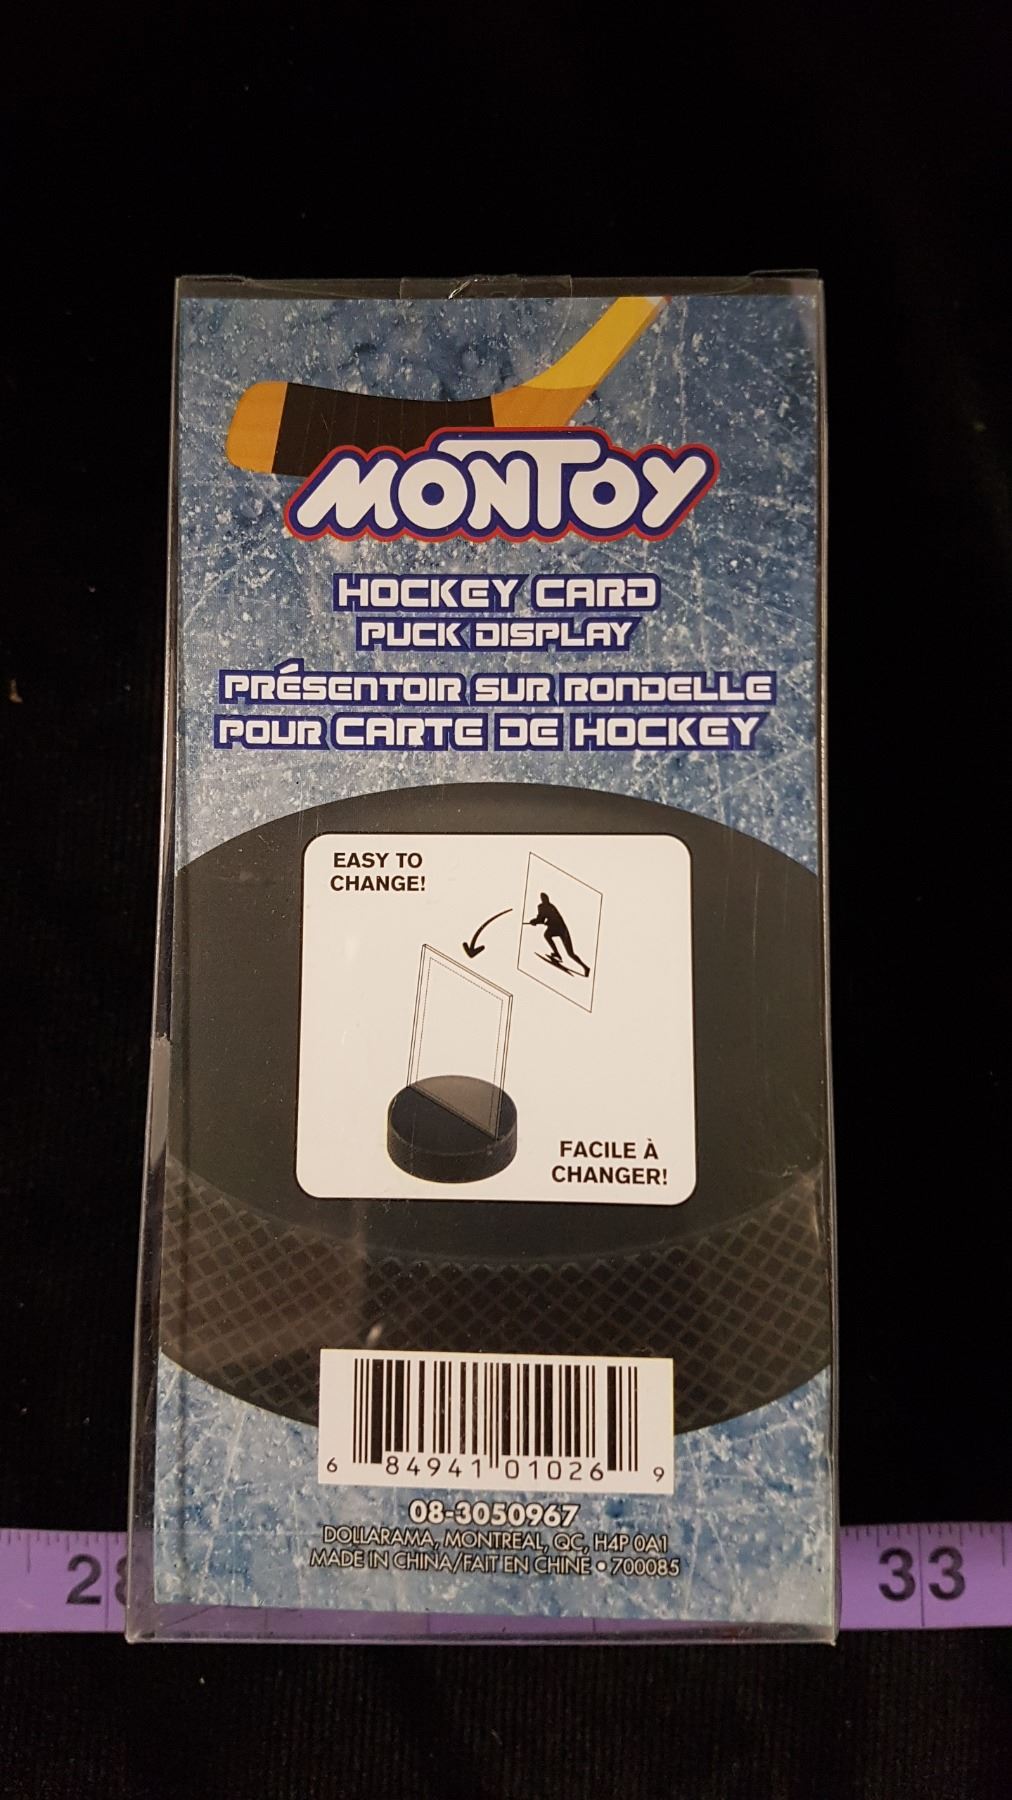 MONTOY
HOCKEY CARD
PUCK DISPLAY
PRÉSENTOIR SUR RONDELLE
POUR CARTE DE HOCKEY
EASY TO
CHANGE!
FACILE À
CHANGER!
6 84941 01026 9
08-3050967
DOLLARAMA, MONTREAL, QC, H4P 0A1
MADE IN CHINA/FAIT EN CHINE • 700085
33